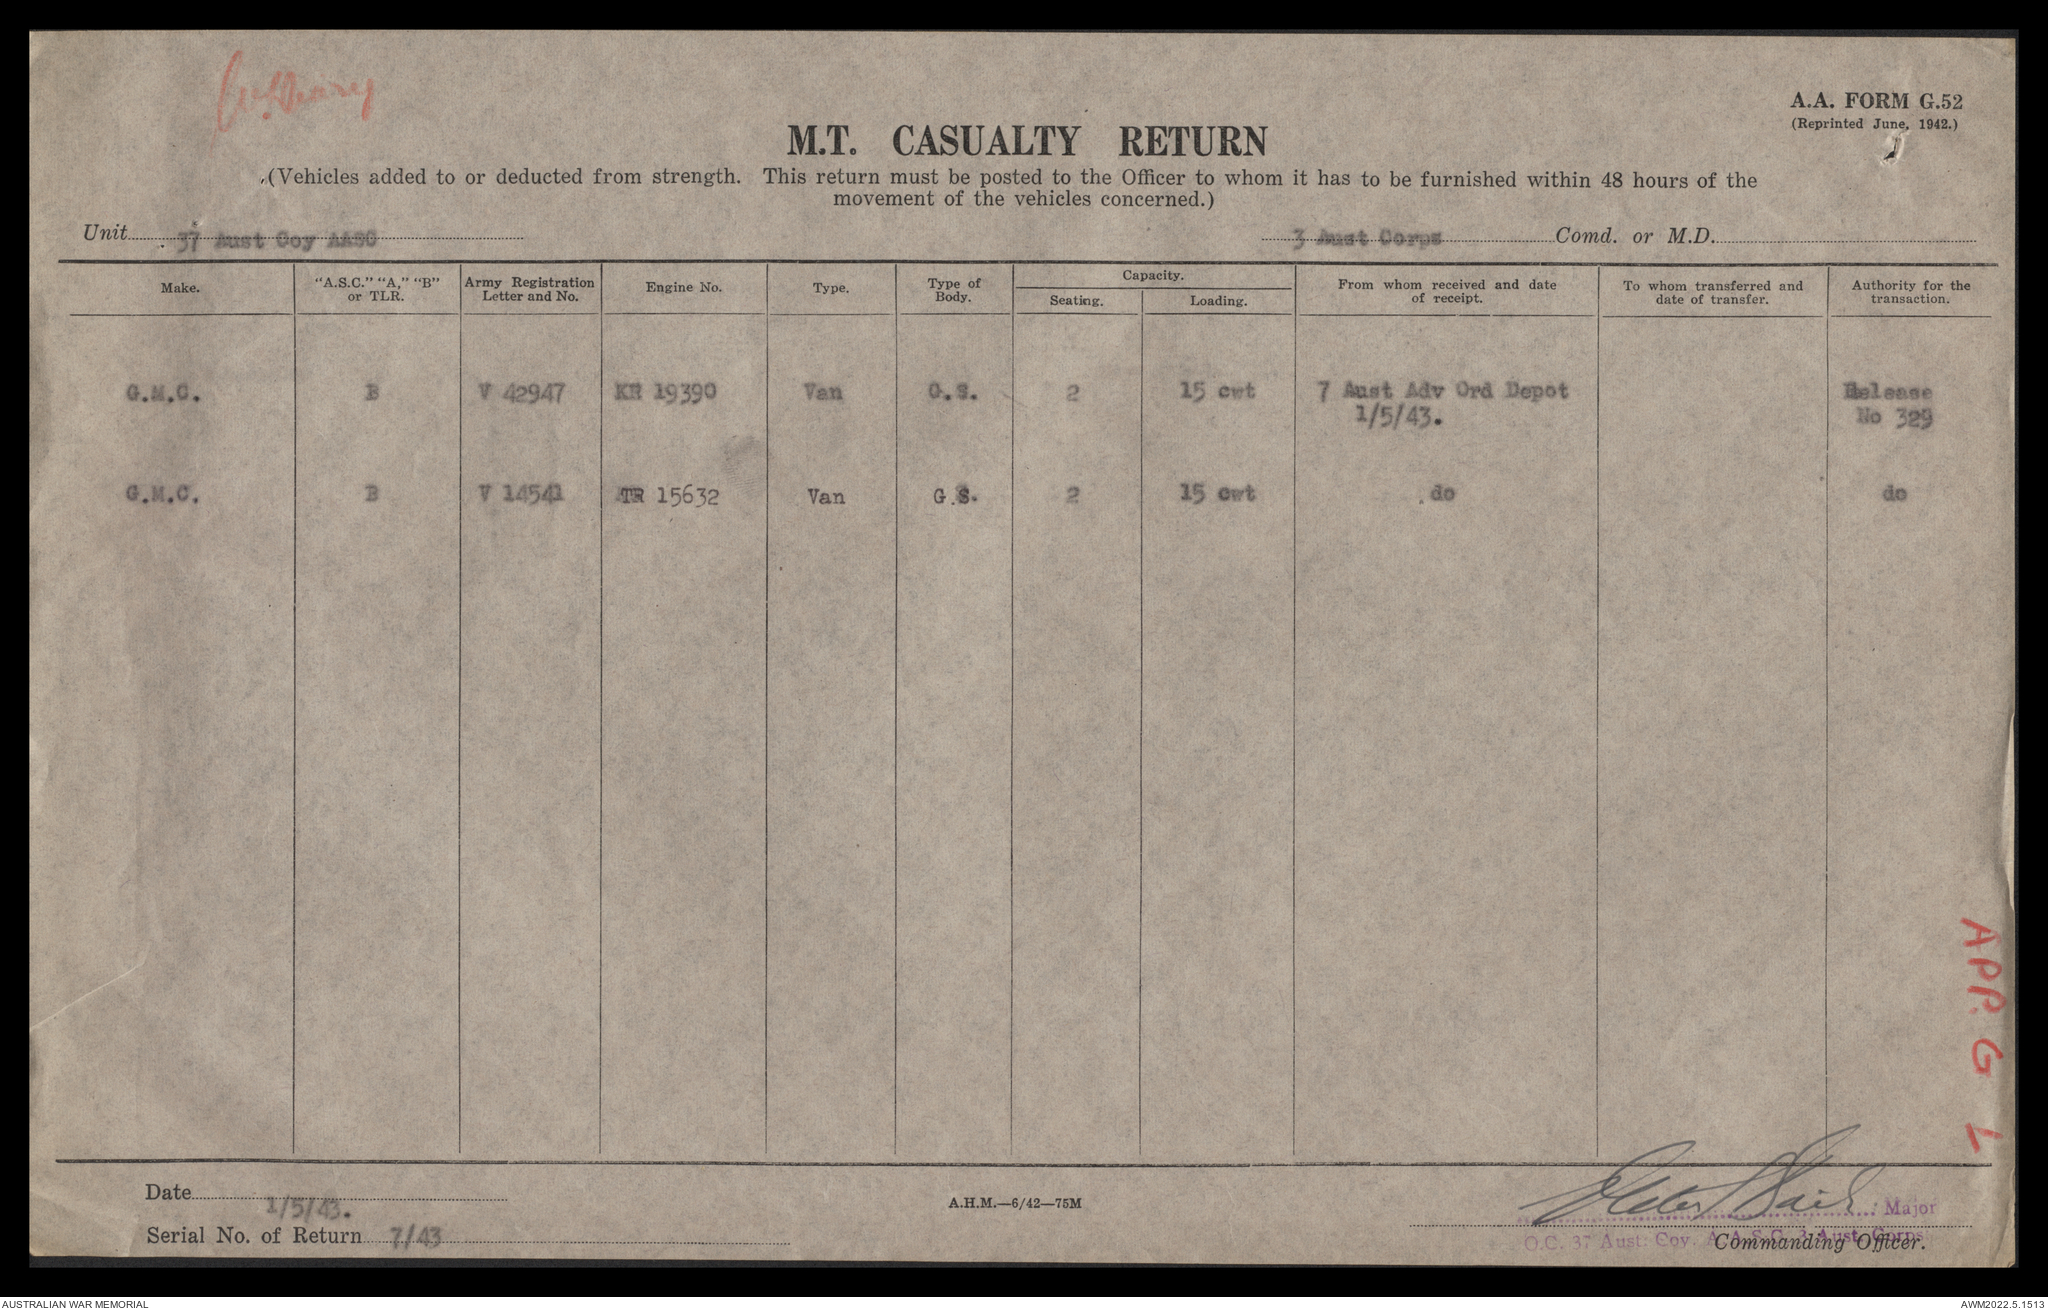 A.A. FORM G.52
(Reprinted June, 1942.)
M.T. CASUALTY RETURN
(Vehicles added to or deducted from strength. This return must be posted to the Officer to whom it has to be furnished within 48 hours of the
movement of the vehicles concerned.)
Unit 37 Aust Coy AASC 3 Aust Corps Comd. or M.D.
Make. "A.S.C." "A," "B" or TLR. Army Registration Letter and No. Engine No. Type. Type of Body. Capacity. Seating. Loading. From whom received and date of receipt. To whom transferred and date of transfer. Authority for the transaction.
G.M.C. B V 42947 KR 19390 Van G.S. 2 15 cwt 7 Aust Adv Ord Depot Release
1/5/43. No 329
G.M.C. B V 14541 TR 15632 Van G.S. 2 15 cwt do do
APP. G L
Date 1/5/43.
A.H.M.—6/42—75M
Major
Serial No. of Return 7/43
O.C. 37 Aust. Coy. A.A.S.C. 3 Aust. Corps
Commanding Officer.
AUSTRALIAN WAR MEMORIAL
AWM2022.5.1513